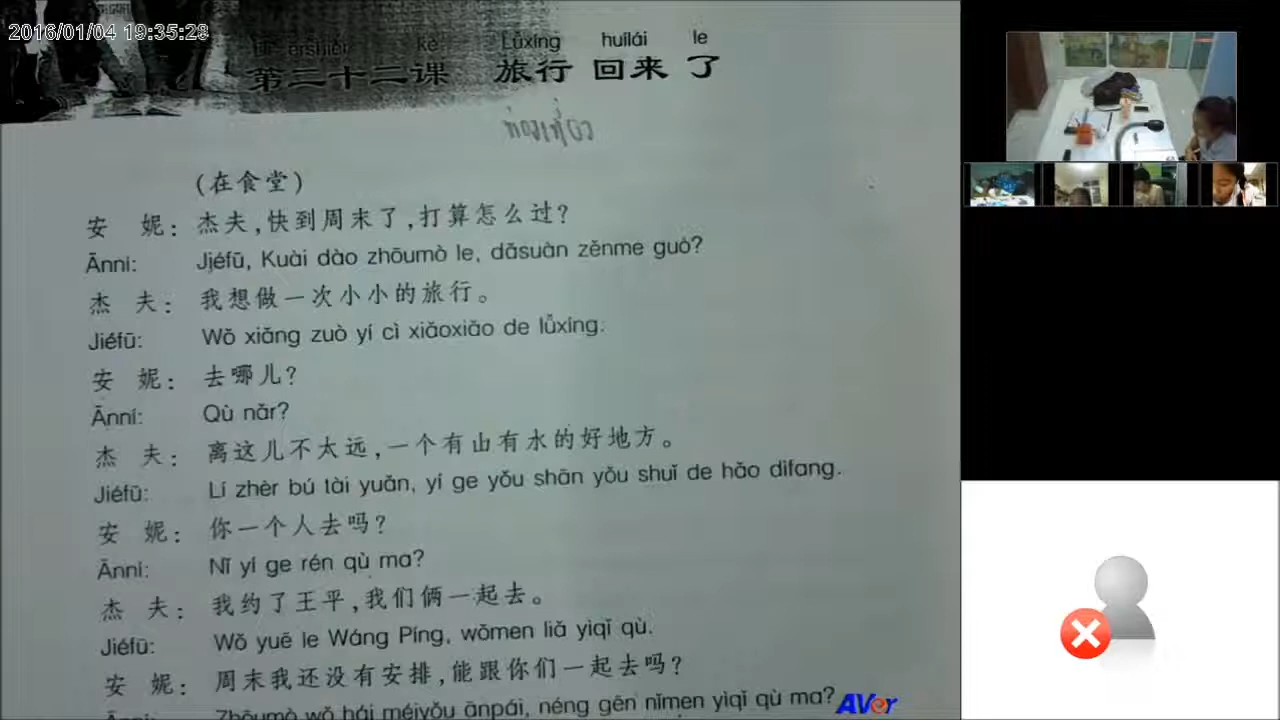 2016/01/04 19:35:28
Lǚxíng huílái le
第二十二课 旅行回来了
(在食堂)
安妮：杰夫,快到周末了,打算怎么过?
Ānni: Jiéfū, Kuài dào zhōumò le, dǎsuàn zěnme guò?
杰夫：我想做一次小小的旅行。
Jiéfū: Wǒ xiǎng zuò yí cì xiǎoxiāo de lǚxíng.
安妮：去哪儿?
Ānní: Qù nǎr?
杰夫：离这儿不太远,一个有山有水的好地方。
Jiéfū: Lí zhèr bú tài yuǎn, yí ge yǒu shān yǒu shuǐ de hǎo dìfang.
安妮：你一个人去吗?
Ānni: Nǐ yí ge rén qù ma?
杰夫：我约了王平,我们俩一起去。
Jiéfū: Wǒ yuē le Wáng Píng, wǒmen liǎ yìqǐ qù.
安妮：周末我还没有安排,能跟你们一起去吗?
Ānni: Zhōumò wǒ hái méiyǒu ānpái, néng gēn nǐmen yìqǐ qù ma?
AVer